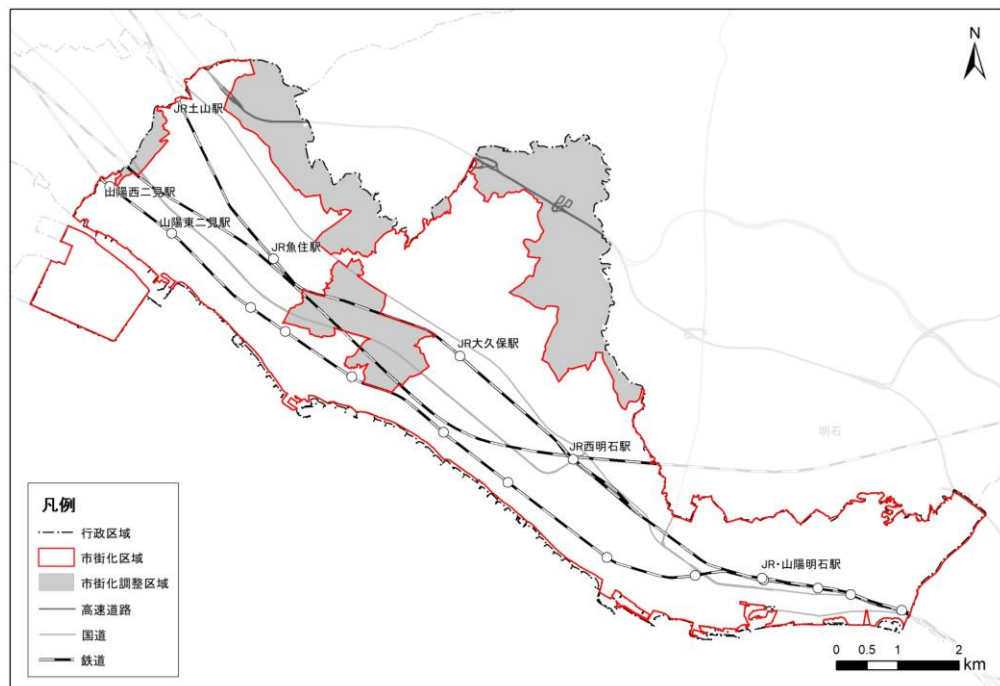 N
JR土山駅
山陽西二見駅
山陽東二見駅
JR魚住駅
JR大久保駅
明石
JR西明石駅
JR・山陽明石駅
凡例
行政区域
市街化区域
市街化調整区域
高速道路
国道
鉄道
0 0.5 1 2
km